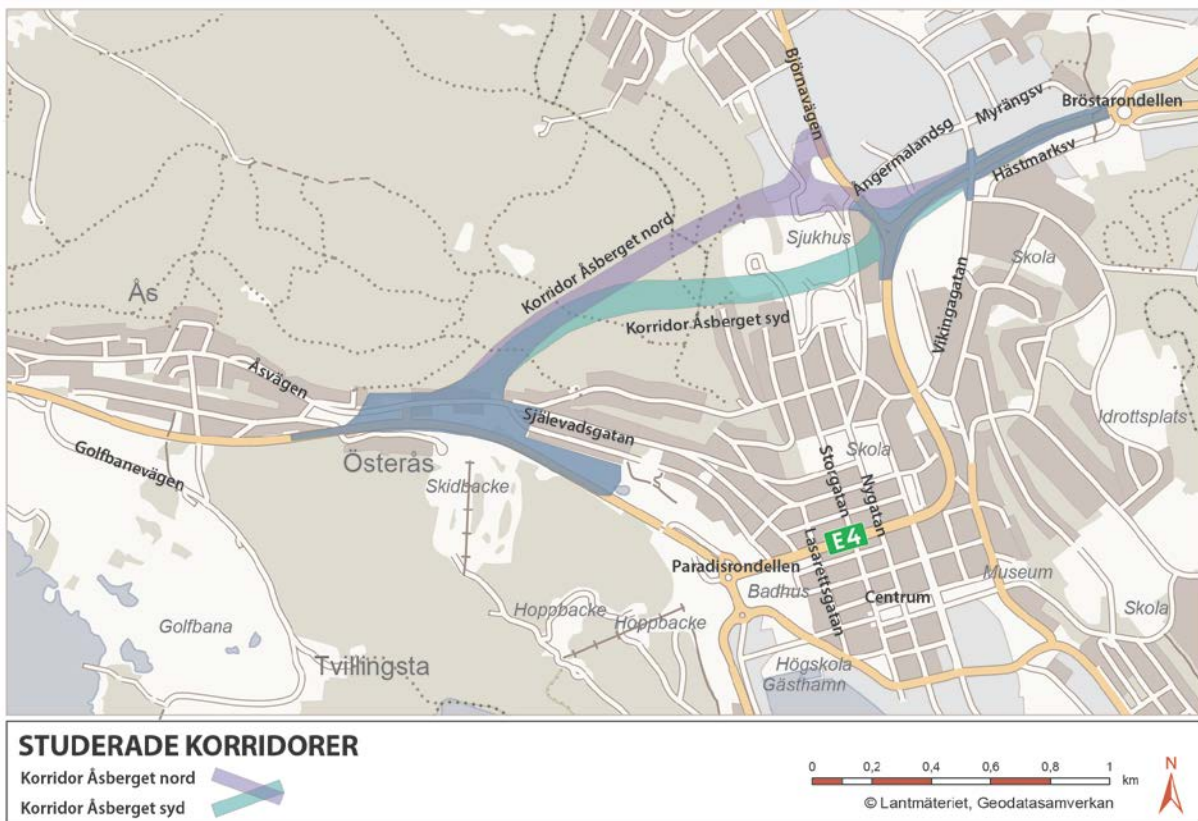 Björnavägen
Myrängsv
Bröstarondellen
Ångermalandsg
Hästmarksv
Korridor Åsberget nord
Sjukhus
Skola
Ås
Korridor Åsberget syd
Vikingagatan
Åsvägen
Själevadsgatan
Idrottsplats
Golfbanevägen
Österås
Skidbacke
Storgatan
Skola
Nygatan
E4
Paradisrondellen
Lasarettsgatan
Badhus
Centrum
Museum
Hoppbacke
Hoppbacke
Skola
Golfbana
Tvillingsta
Högskola
Gästhamn
STUDERADE KORRIDORER
Korridor Åsberget nord
Korridor Åsberget syd
0 0,2 0,4 0,6 0,8 1
km
© Lantmäteriet, Geodatasamverkan
N